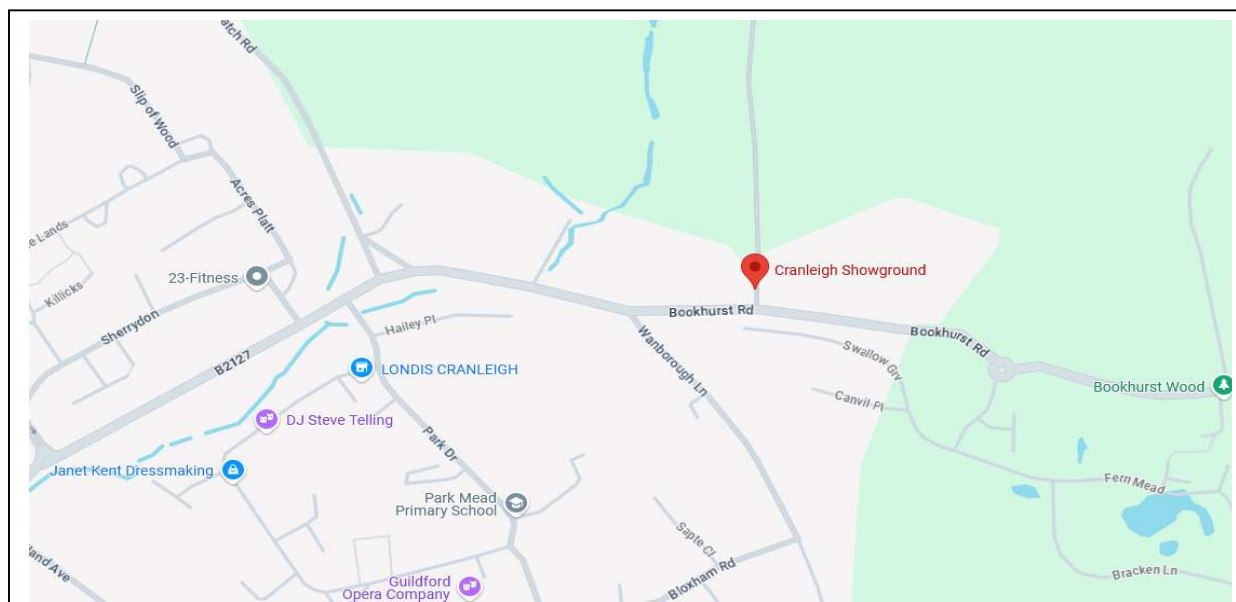 atch Rd
Slip of Wood
Acres Platt
e Lands
Killicks
23-Fitness
Sherrydon
B2127
Hailey Pl
LONDIS CRANLEIGH
DJ Steve Telling
Janet Kent Dressmaking
Park Dr
Park Mead
Primary School
Guildford
Opera Company
land Ave
Cranleigh Showground
Bookhurst Rd
Wanborough Ln
Bookhurst Rd
Swallow Grv
Canvil Pl
Bookhurst Wood
Fern Mead
Sapte Cl
Bloxham Rd
Bracken Ln